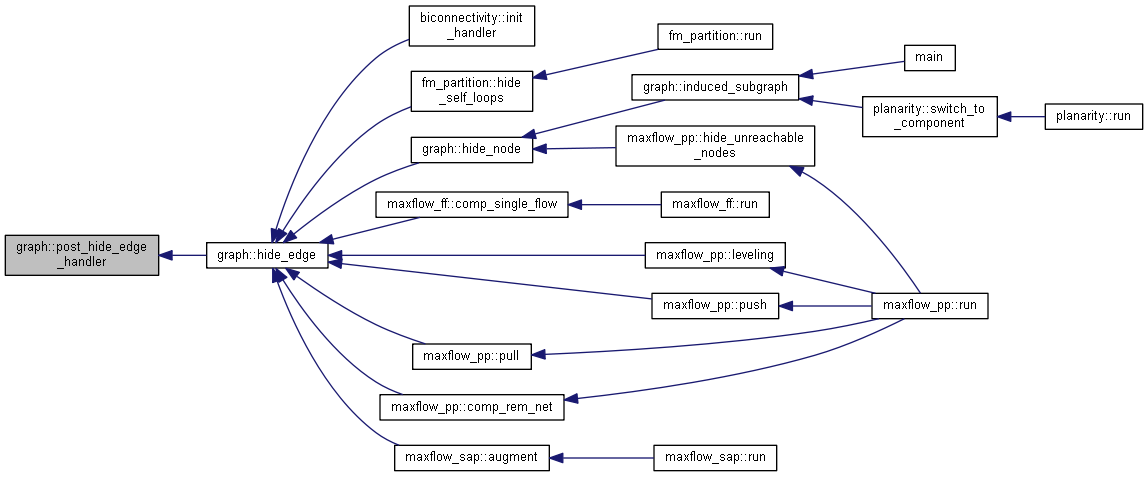 biconnectivity::init
_handler
fm_partition::run
main
fm_partition::hide
_self_loops
graph::induced_subgraph
planarity::switch_to
_component
planarity::run
graph::hide_node
maxflow_pp::hide_unreachable
_nodes
maxflow_ff::comp_single_flow
maxflow_ff::run
graph::post_hide_edge
_handler
graph::hide_edge
maxflow_pp::leveling
maxflow_pp::push
maxflow_pp::run
maxflow_pp::pull
maxflow_pp::comp_rem_net
maxflow_sap::augment
maxflow_sap::run